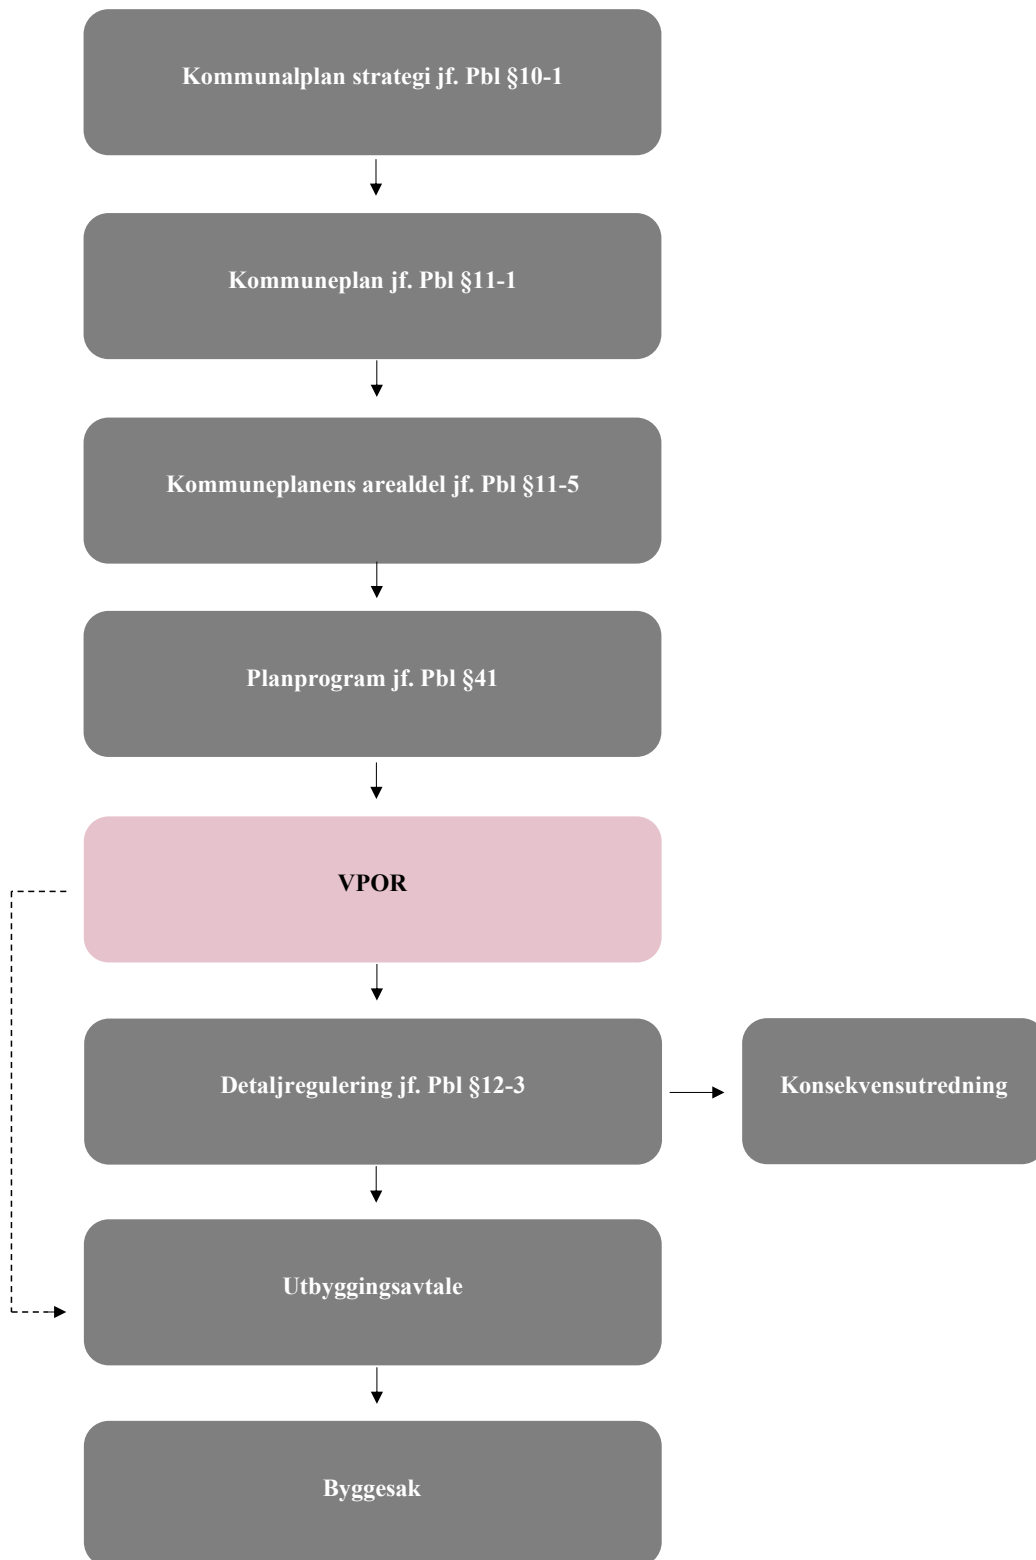 Kommunalplan strategi jf. Pbl §10-1
Kommuneplan jf. Pbl §11-1
Kommuneplanens arealdel jf. Pbl §11-5
Planprogram jf. Pbl §41
VPOR
Detaljregulering jf. Pbl §12-3
Konsekvensutredning
Utbyggingsavtale
Byggesak